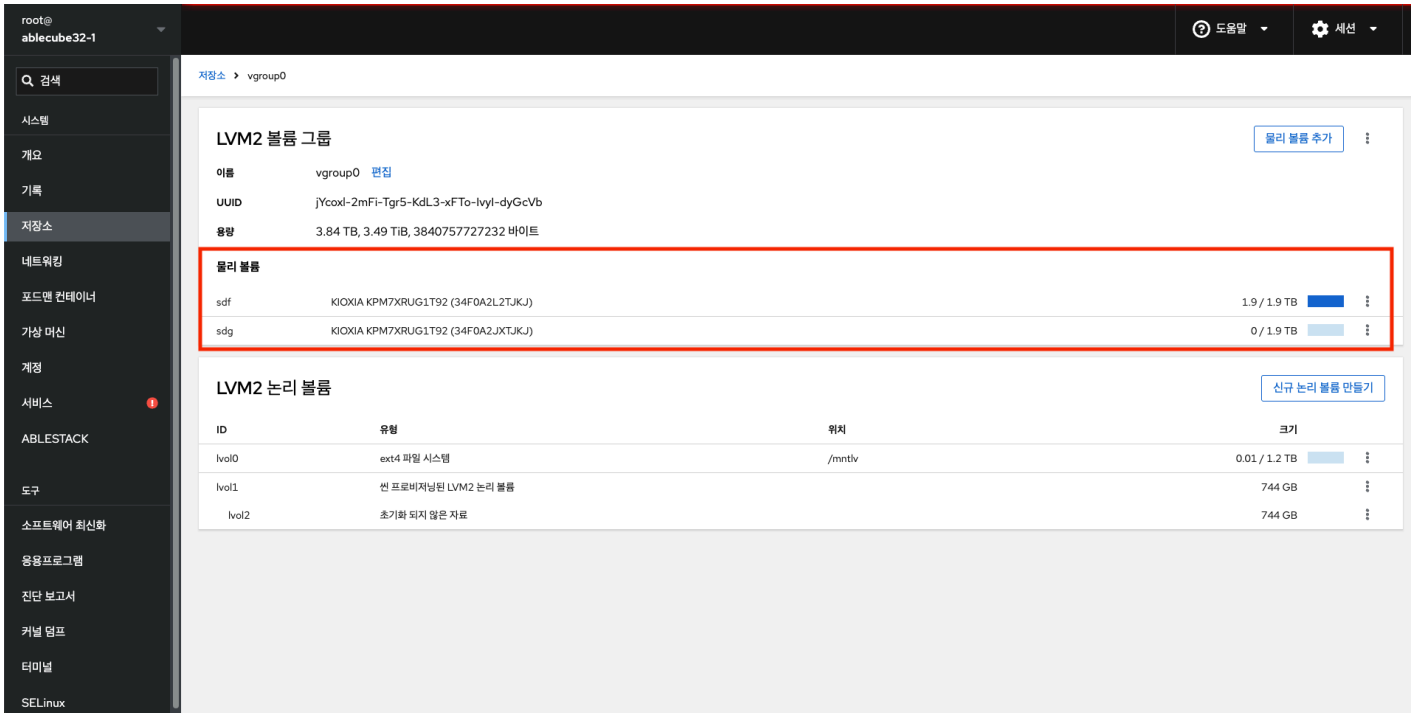 root@
ablecube32-1
도움말
세션
검색
시스템
개요
기록
저장소
네트워킹
포드맨 컨테이너
가상 머신
계정
서비스
ABLESTACK
도구
소프트웨어 최신화
응용프로그램
진단 보고서
커널 덤프
터미널
SELinux
저장소 > vgroup0
LVM2 볼륨 그룹
물리 볼륨 추가
이름 vgroup0 편집
UUID jYcoxl-2mFi-Tgr5-KdL3-xFTo-Ivyl-dyGcVb
용량 3.84 TB, 3.49 TiB, 3840757727232 바이트
물리 볼륨
sdf KIOXIA KPM7XRUG1T92 (34F0A2L2TJKJ) 1.9 / 1.9 TB
sdg KIOXIA KPM7XRUG1T92 (34F0A2JXTJKJ) 0 / 1.9 TB
LVM2 논리 볼륨
신규 논리 볼륨 만들기
ID 유형 위치 크기
lvol0 ext4 파일 시스템 /mntlv 0.01 / 1.2 TB
lvol1 씬 프로비저닝된 LVM2 논리 볼륨 744 GB
lvol2 초기화 되지 않은 자료 744 GB